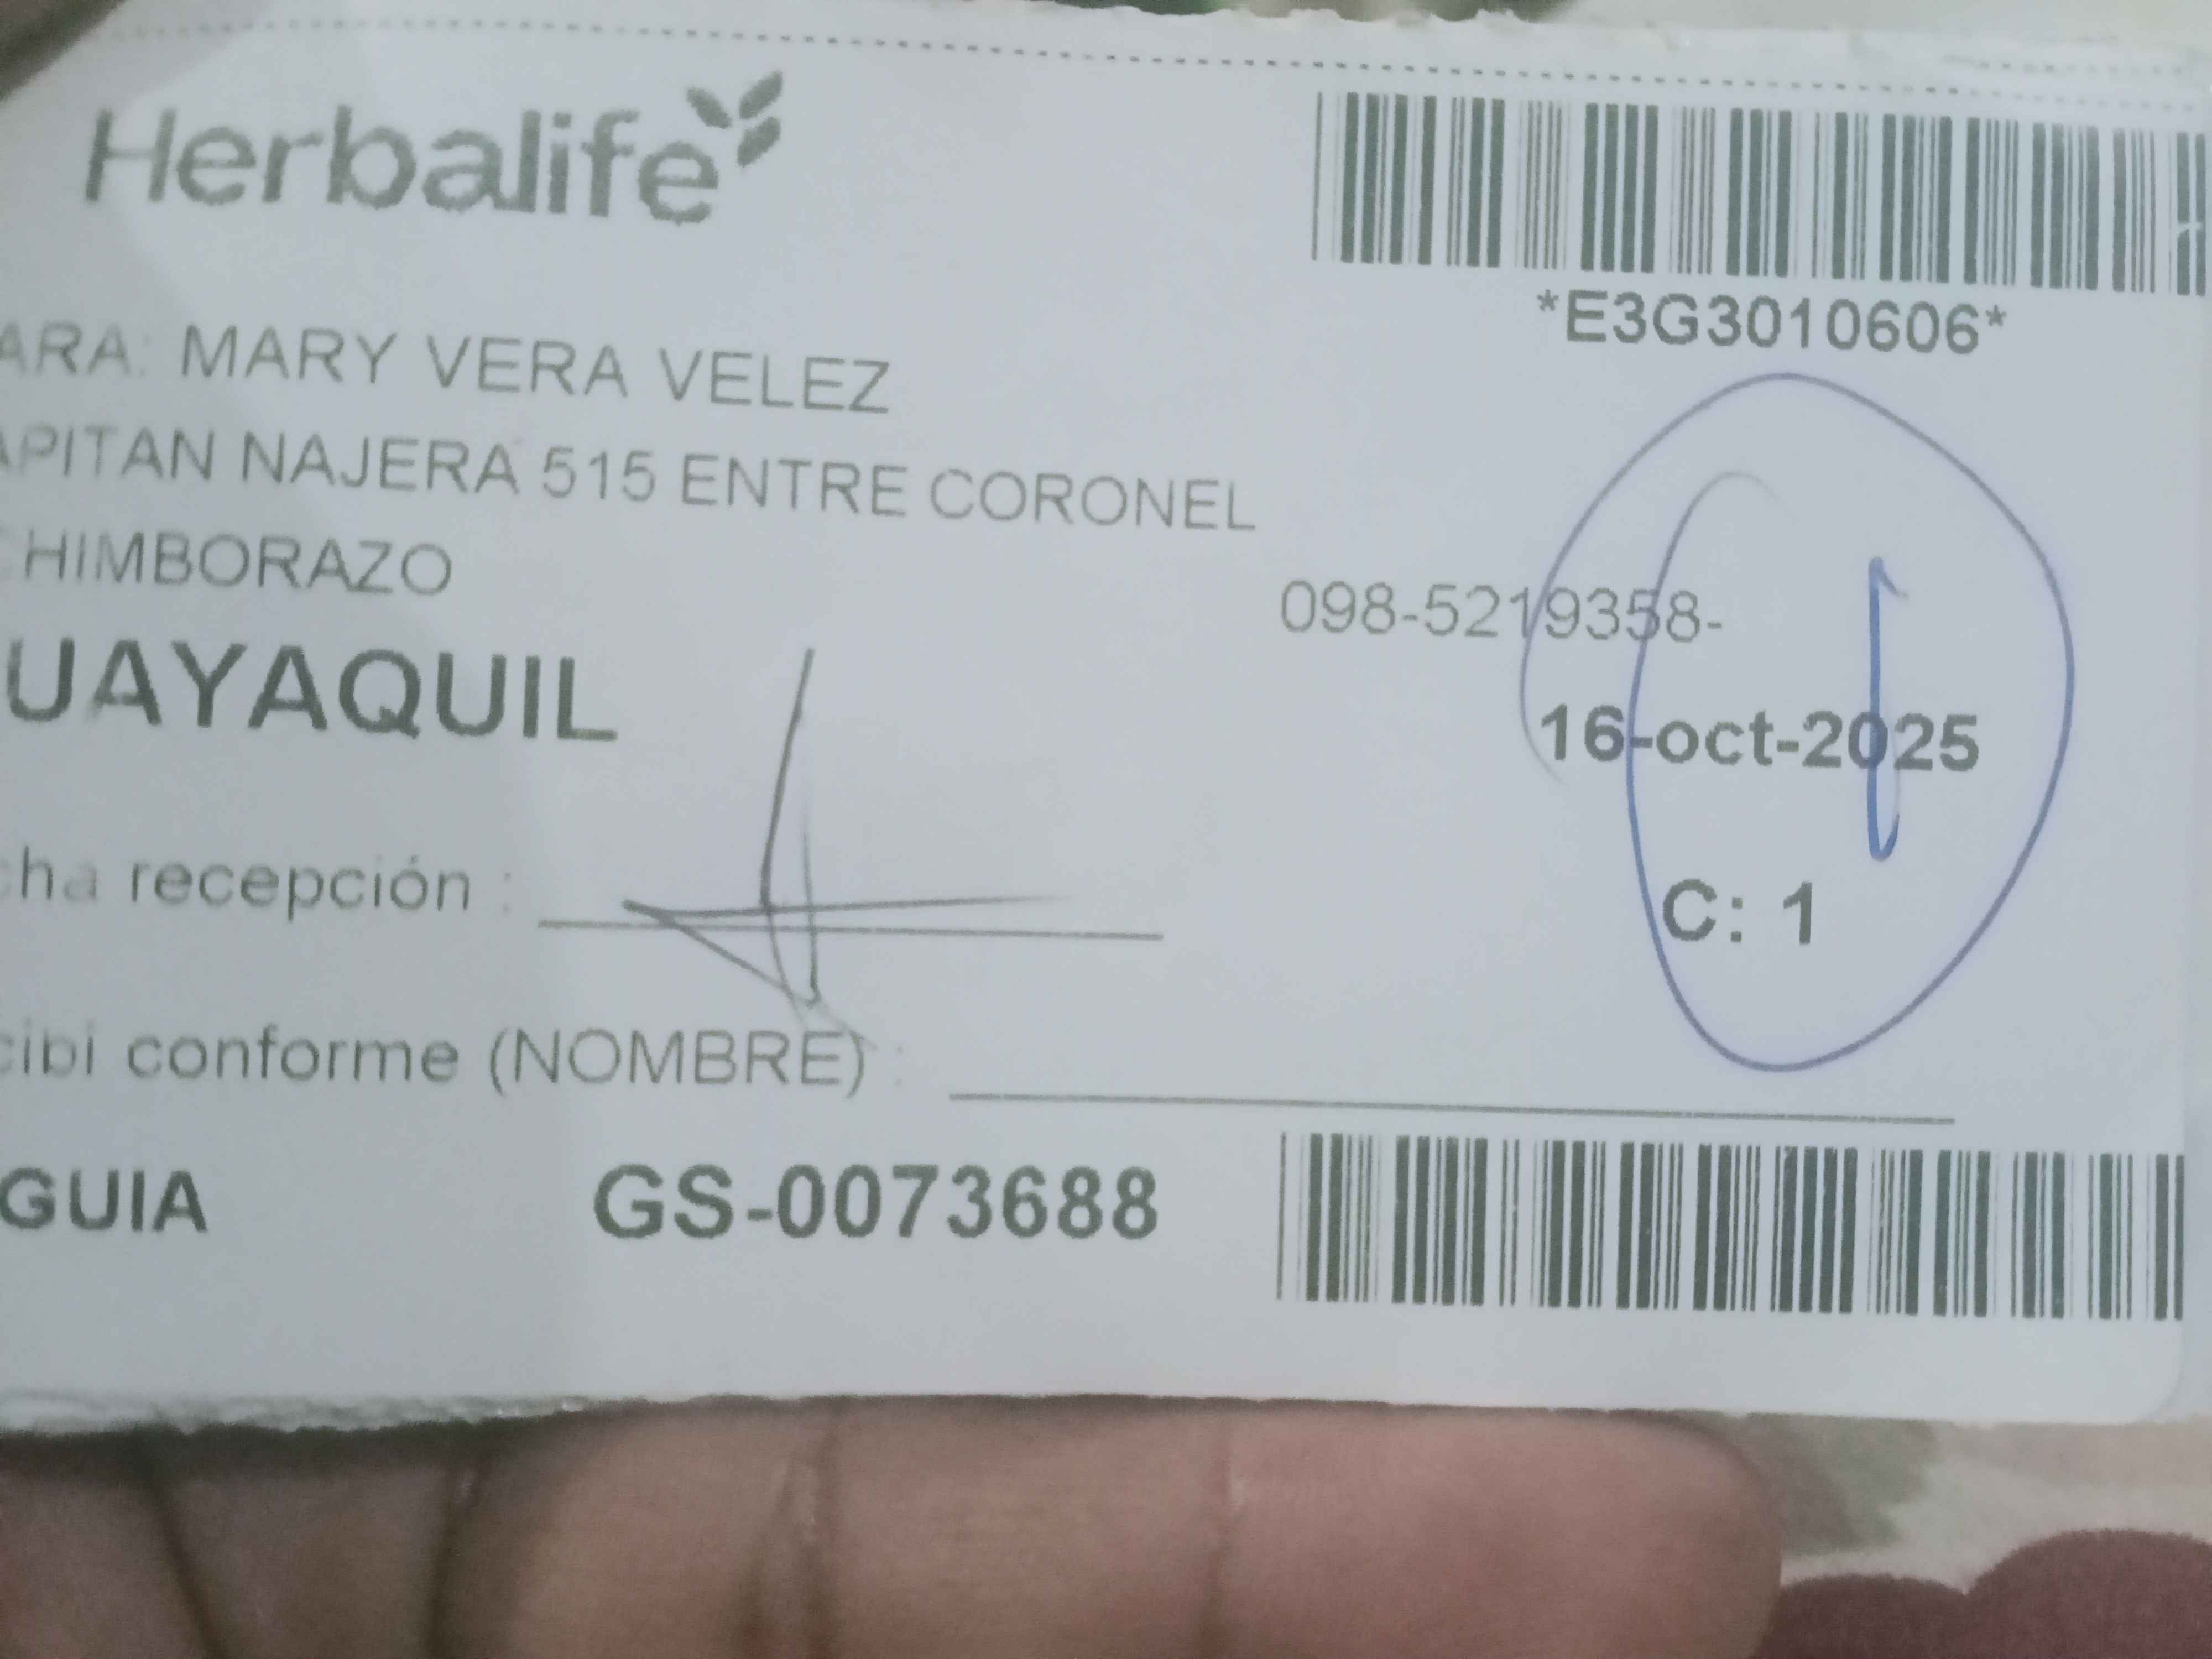 Herbalife
*E3G3010606*
ARA: MARY VERA VELEZ
APITAN NAJERA 515 ENTRE CORONEL
CHIMBORAZO
098-5219358-
UAYAQUIL
16-oct-2025
C: 1
cha recepción :
cibi conforme (NOMBRE) :
GUIA GS-0073688